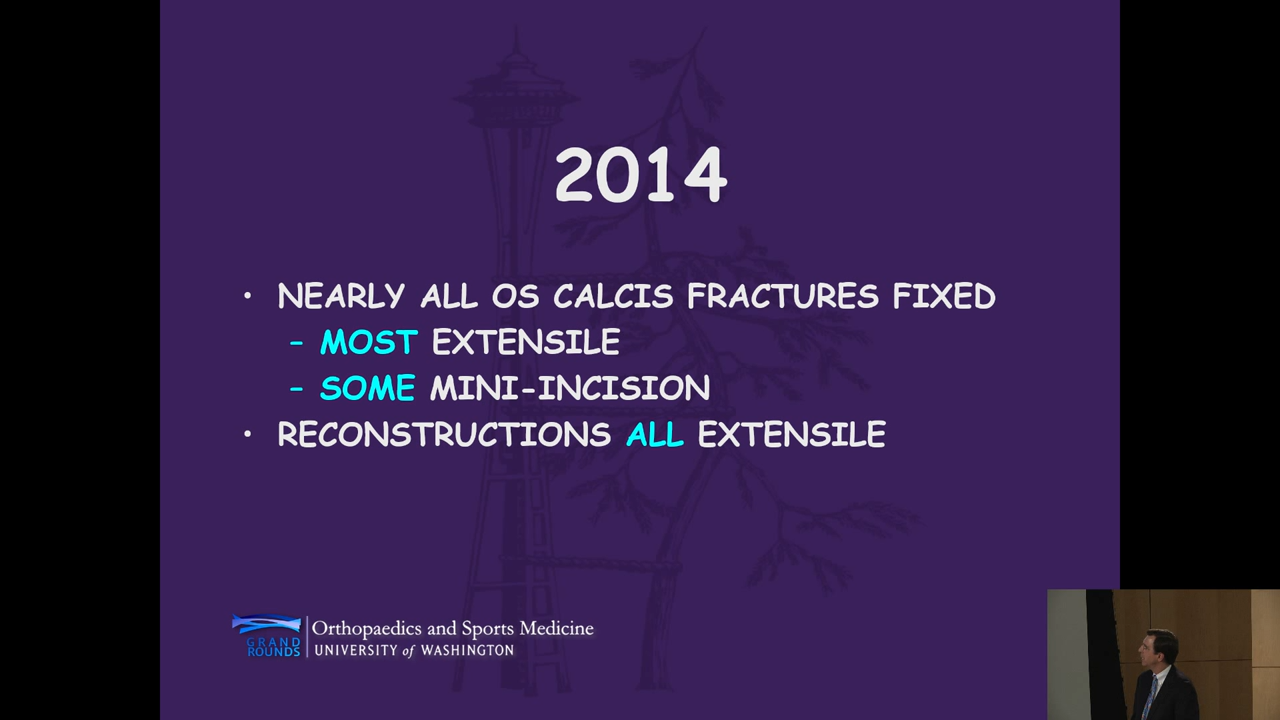 2014
• NEARLY ALL OS CALCIS FRACTURES FIXED
– MOST EXTENSILE
– SOME MINI-INCISION
• RECONSTRUCTIONS ALL EXTENSILE
GRAND
ROUNDS
Orthopaedics and Sports Medicine
UNIVERSITY of WASHINGTON